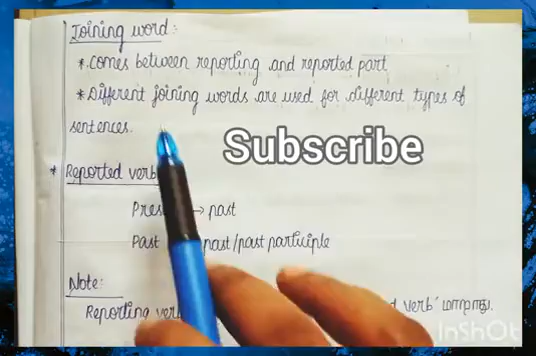 Joining word:
* Comes between reporting and reported part
* Different joining words are used for different types of
sentences.
Subscribe
* Reported verb
Pres → past
Past past/past participle
Note:
Reporting verb verb' மாறாது.
InShOt